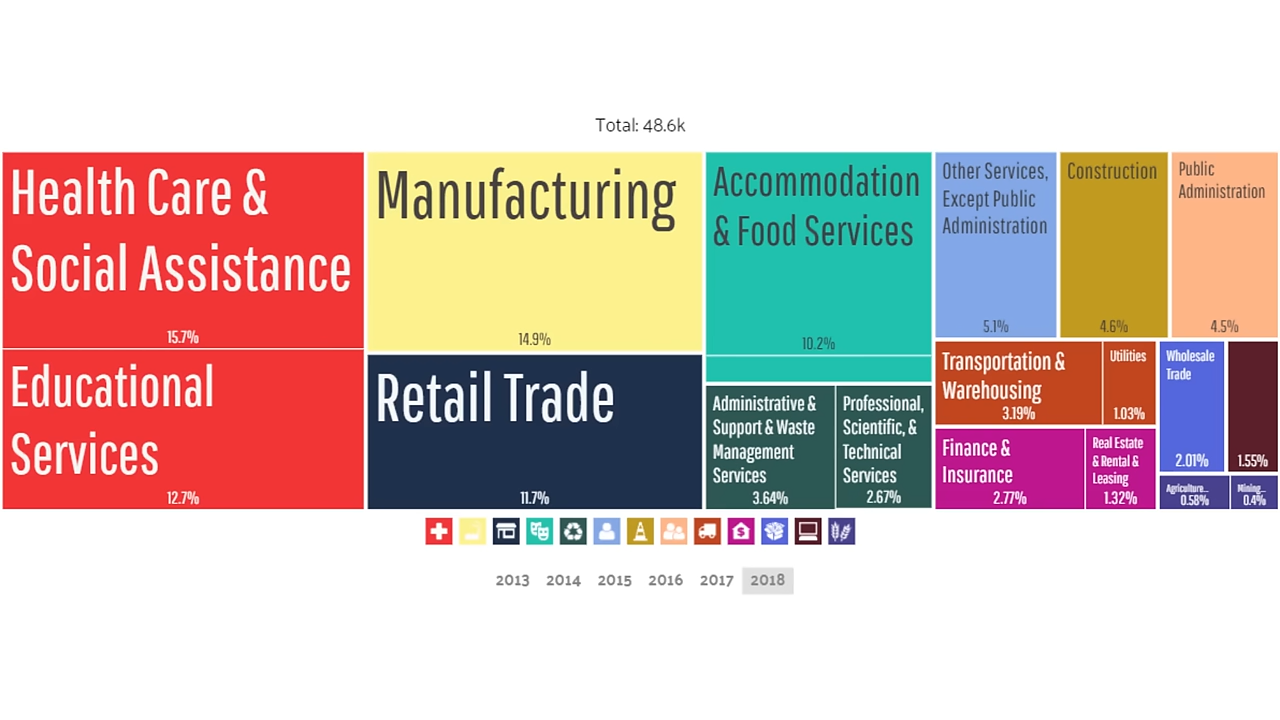 Total: 48.6k
Health Care &
Social Assistance
15.7%
Educational
Services
12.7%
Manufacturing
14.9%
Retail Trade
11.7%
Accommodation
& Food Services
10.2%
Administrative &
Support & Waste
Management
Services
3.64%
Professional,
Scientific, &
Technical
Services
2.67%
Other Services,
Except Public
Administration
5.1%
Construction
4.6%
Public
Administration
4.5%
Transportation &
Warehousing
3.19%
Utilities
1.03%
Finance &
Insurance
2.77%
Real Estate
& Rental &
Leasing
1.32%
Wholesale
Trade
2.01%
1.55%
Agriculture...
0.58%
Mining...
0.4%
2013 2014 2015 2016 2017 2018